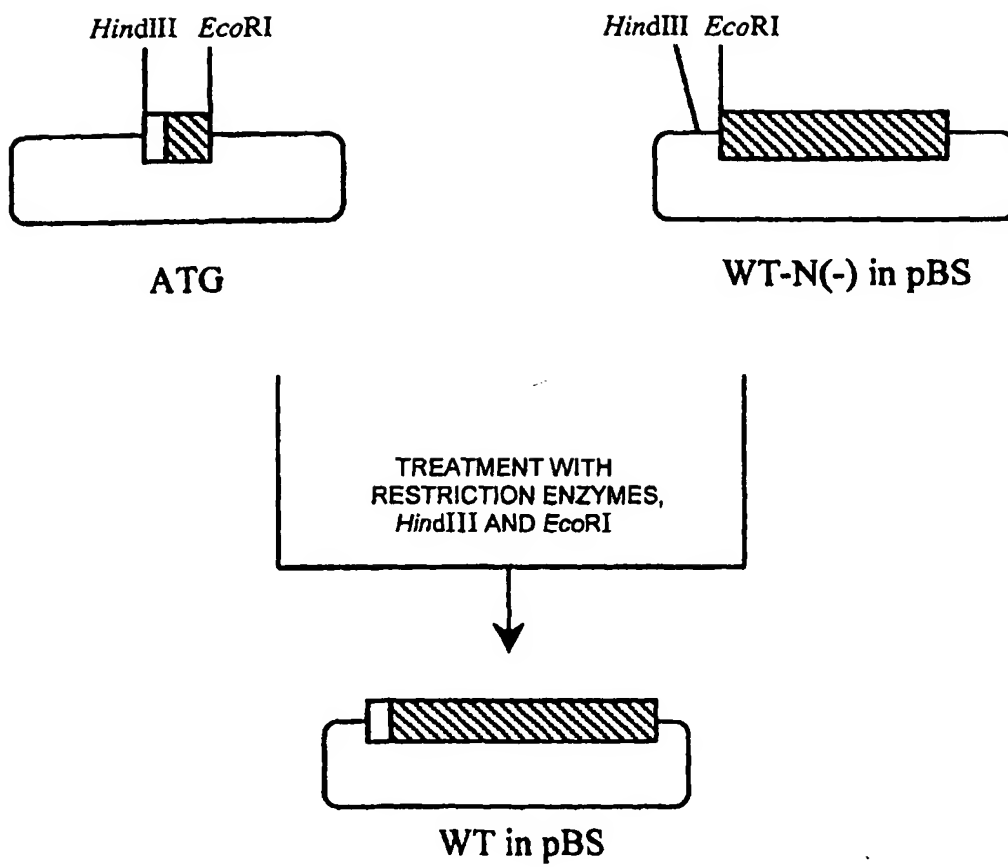 HindIII EcoRI
HindIII EcoRI
ATG
WT-N(-) in pBS
TREATMENT WITH
RESTRICTION ENZYMES,
HindIII AND EcoRI
WT in pBS